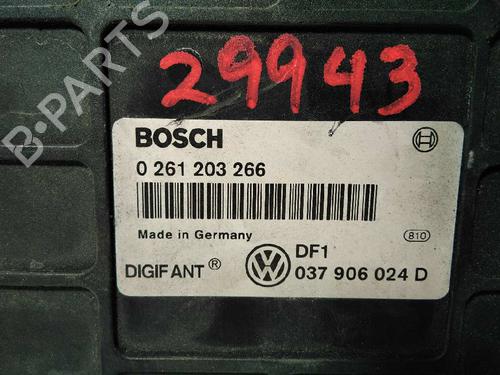 B-PARTS
29943
BOSCH
0 261 203 266
Made in Germany
810
DIGIFANT®
DF1
037 906 024 D